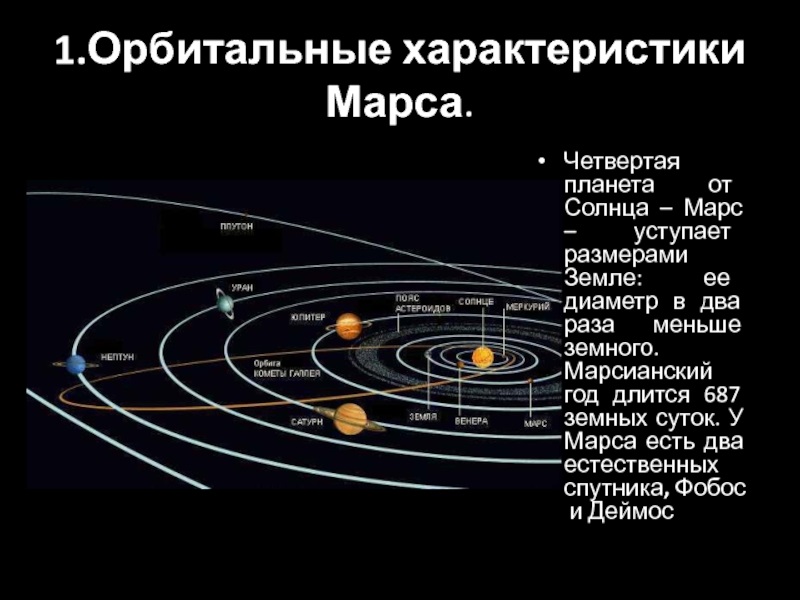 1.Орбитальные характеристики
Марса.
• Четвертая
планета от
Солнца – Марс
– уступает
размерами
Земле: ее
диаметр в два
раза меньше
земного.
Марсианский
год длится 687
земных суток. У
Марса есть два
естественных
спутника, Фобос
и Деймос
ПЛУТОН
УРАН
ЮПИТЕР
ПОЯС
АСТЕРОИДОВ
СОЛНЦЕ
МЕРКУРИЙ
НЕПТУН
Орбита
КОМЕТЫ ГАЛЛЕЯ
САТУРН
ЗЕМЛЯ
ВЕНЕРА
МАРС